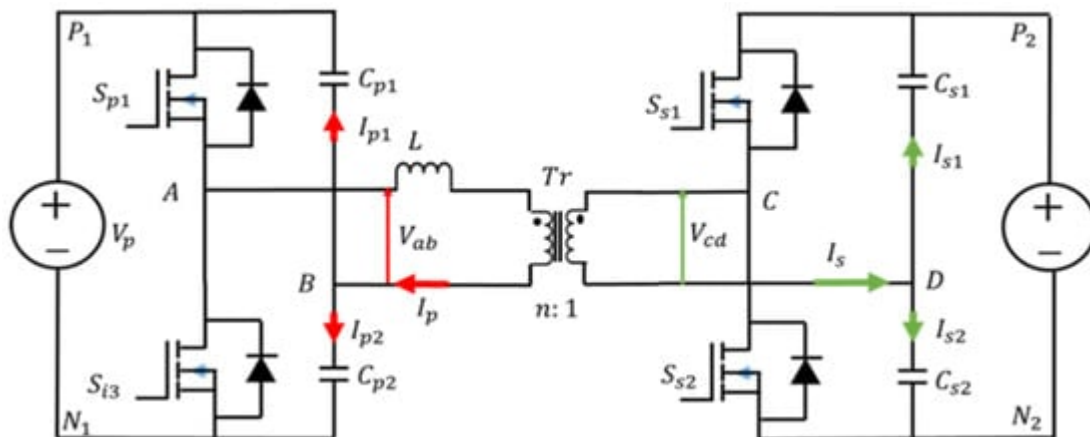 P1
Sp1
Cp1
Ip1
A
L
Tr
Vp
Vab
B
Ip
n: 1
Ip2
Cp2
Si3
N1
P2
Ss1
Cs1
Is1
C
Vcd
Is
D
Is2
Ss2
Cs2
N2